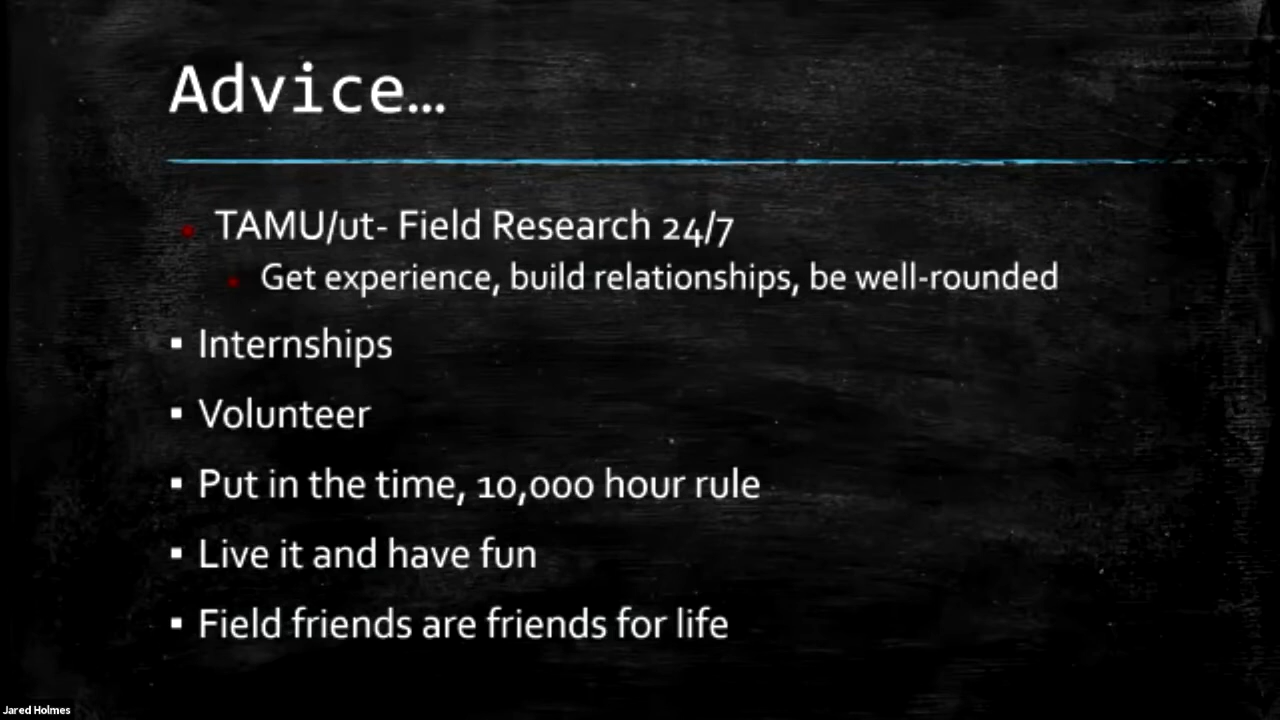 Advice…
TAMU/ut- Field Research 24/7
Get experience, build relationships, be well-rounded
Internships
Volunteer
Put in the time, 10,000 hour rule
Live it and have fun
Field friends are friends for life
Jared Holmes